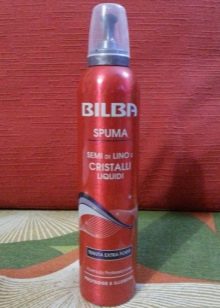 BILBA
SPUMA
SEMI DI LINO E
CRISTALLI
LIQUIDI
TENUTA EXTRA FORTE